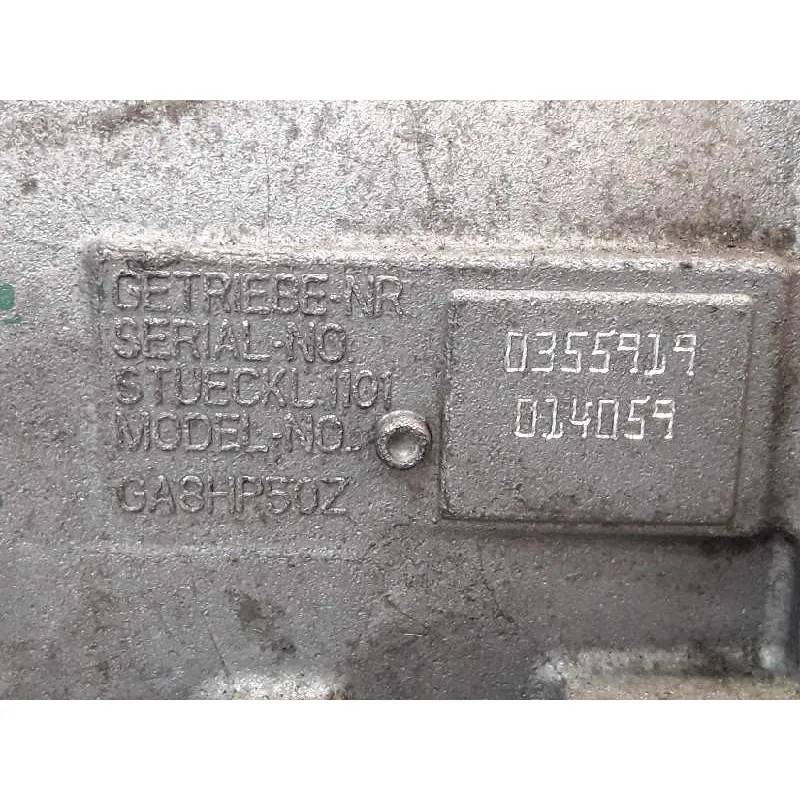 GETRIEBE-NR
SERIAL-NO.
STUECKL.1101
MODEL-NO.
GA8HP50Z
0355919
014059